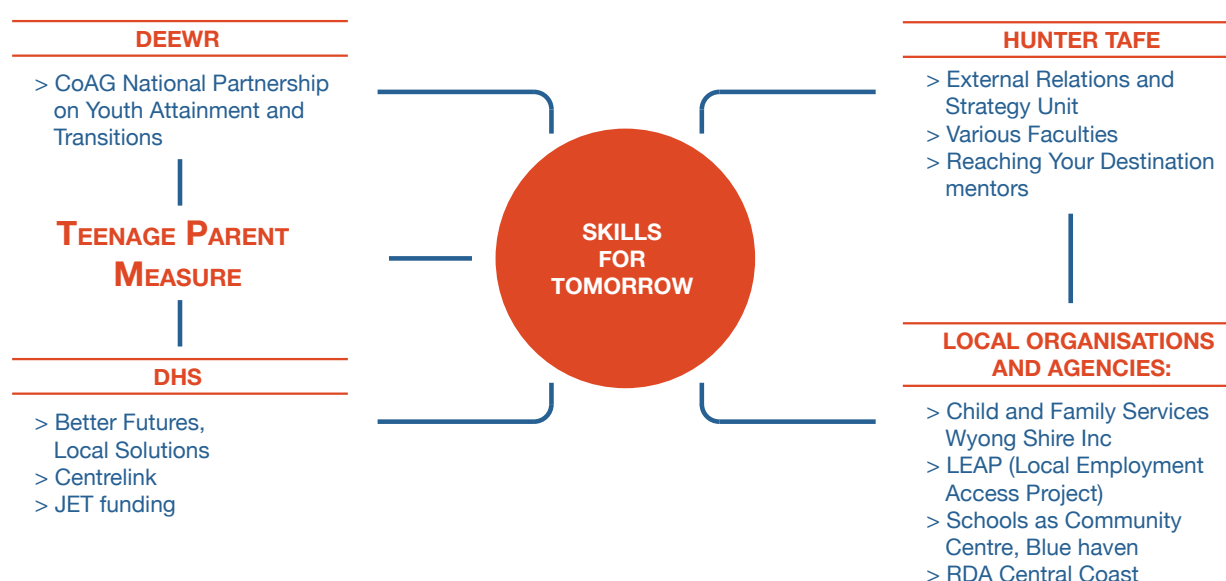 DEEWR
> CoAG National Partnership
on Youth Attainment and
Transitions
TEENAGE PARENT
MEASURE
DHS
> Better Futures,
Local Solutions
> Centrelink
> JET funding
SKILLS
FOR
TOMORROW
HUNTER TAFE
> External Relations and
Strategy Unit
> Various Faculties
> Reaching Your Destination
mentors
LOCAL ORGANISATIONS
AND AGENCIES:
> Child and Family Services
Wyong Shire Inc
> LEAP (Local Employment
Access Project)
> Schools as Community
Centre, Blue haven
> RDA Central Coast